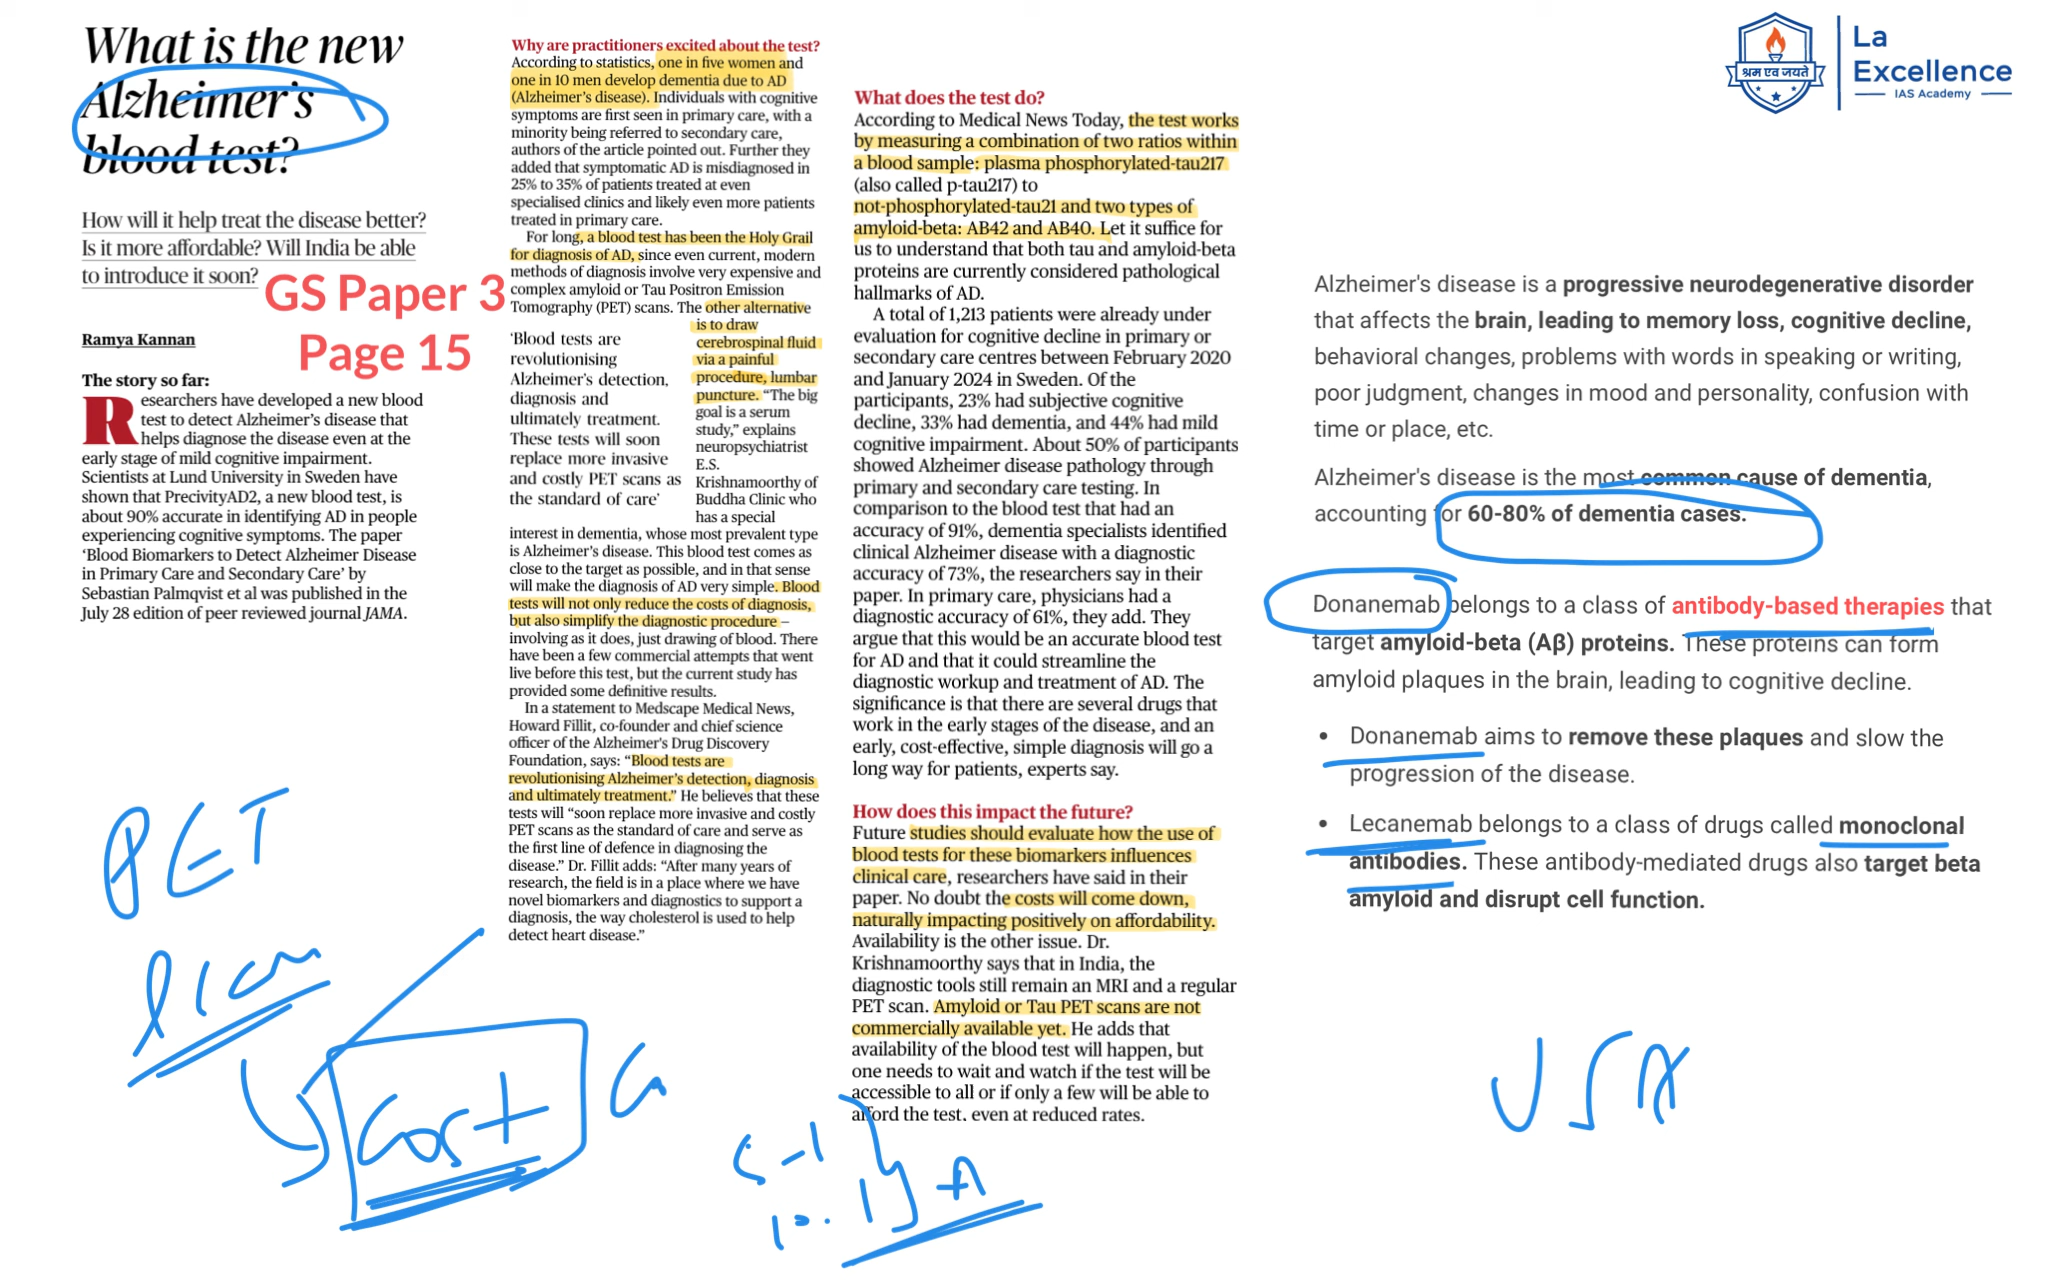 What is the new
Alzheimer's
blood test?
How will it help treat the disease better?
Is it more affordable? Will India be able
to introduce it soon?
GS Paper 3
Page 15
Ramya Kannan
The story so far:
Researchers have developed a new blood
test to detect Alzheimer's disease that
helps diagnose the disease even at the
early stage of mild cognitive impairment.
Scientists at Lund University in Sweden have
shown that PrecivityAD2, a new blood test, is
about 90% accurate in identifying AD in people
experiencing cognitive symptoms. The paper
'Blood Biomarkers to Detect Alzheimer Disease
in Primary Care and Secondary Care' by
Sebastian Palmqvist et al was published in the
July 28 edition of peer reviewed journal JAMA.
PET
Cost
Why are practitioners excited about the test?
According to statistics, one in five women and
one in 10 men develop dementia due to AD
(Alzheimer's disease). Individuals with cognitive
symptoms are first seen in primary care, with a
minority being referred to secondary care,
authors of the article pointed out. Further they
added that symptomatic AD is misdiagnosed in
25% to 35% of patients treated at even
specialised clinics and likely even more patients
treated in primary care.
For long, a blood test has been the Holy Grail
for diagnosis of AD, since even current, modern
methods of diagnosis involve very expensive and
complex amyloid or Tau Positron Emission
Tomography (PET) scans. The other alternative
is to draw
cerebrospinal fluid
via a painful
procedure, lumbar
puncture. "The big
goal is a serum
study," explains
neuropsychiatrist
E.S.
Krishnamoorthy of
Buddha Clinic who
has a special
'Blood tests are
revolutionising
Alzheimer's detection,
diagnosis and
ultimately treatment.
These tests will soon
replace more invasive
and costly PET scans as
the standard of care'
interest in dementia, whose most prevalent type
is Alzheimer's disease. This blood test comes as
close to the target as possible, and in that sense
will make the diagnosis of AD very simple. Blood
tests will not only reduce the costs of diagnosis,
but also simplify the diagnostic procedure –
involving as it does, just drawing of blood. There
have been a few commercial attempts that went
live before this test, but the current study has
provided some definitive results.
In a statement to Medscape Medical News,
Howard Fillit, co-founder and chief science
officer of the Alzheimer's Drug Discovery
Foundation, says: "Blood tests are
revolutionising Alzheimer's detection, diagnosis
and ultimately treatment." He believes that these
tests will "soon replace more invasive and costly
PET scans as the standard of care and serve as
the first line of defence in diagnosing the
disease." Dr. Fillit adds: "After many years of
research, the field is in a place where we have
novel biomarkers and diagnostics to support a
diagnosis, the way cholesterol is used to help
detect heart disease."
What does the test do?
According to Medical News Today, the test works
by measuring a combination of two ratios within
a blood sample: plasma phosphorylated-tau217
(also called p-tau217) to
not-phosphorylated-tau21 and two types of
amyloid-beta: AB42 and AB40. Let it suffice for
us to understand that both tau and amyloid-beta
proteins are currently considered pathological
hallmarks of AD.
A total of 1,213 patients were already under
evaluation for cognitive decline in primary or
secondary care centres between February 2020
and January 2024 in Sweden. Of the
participants, 23% had subjective cognitive
decline, 33% had dementia, and 44% had mild
cognitive impairment. About 50% of participants
showed Alzheimer disease pathology through
primary and secondary care testing. In
comparison to the blood test that had an
accuracy of 91%, dementia specialists identified
clinical Alzheimer disease with a diagnostic
accuracy of 73%, the researchers say in their
paper. In primary care, physicians had a
diagnostic accuracy of 61%, they add. They
argue that this would be an accurate blood test
for AD and that it could streamline the
diagnostic workup and treatment of AD. The
significance is that there are several drugs that
work in the early stages of the disease, and an
early, cost-effective, simple diagnosis will go a
long way for patients, experts say.
How does this impact the future?
Future studies should evaluate how the use of
blood tests for these biomarkers influences
clinical care, researchers have said in their
paper. No doubt the costs will come down,
naturally impacting positively on affordability.
Availability is the other issue. Dr.
Krishnamoorthy says that in India, the
diagnostic tools still remain an MRI and a regular
PET scan. Amyloid or Tau PET scans are not
commercially available yet. He adds that
availability of the blood test will happen, but
one needs to wait and watch if the test will be
accessible to all or if only a few will be able to
afford the test, even at reduced rates.
श्रम एव जयते
La
Excellence
IAS Academy
Alzheimer's disease is a progressive neurodegenerative disorder
that affects the brain, leading to memory loss, cognitive decline,
behavioral changes, problems with words in speaking or writing,
poor judgment, changes in mood and personality, confusion with
time or place, etc.
Alzheimer's disease is the most common cause of dementia,
accounting for 60-80% of dementia cases.
Donanemab belongs to a class of antibody-based therapies that
target amyloid-beta (Aβ) proteins. These proteins can form
amyloid plaques in the brain, leading to cognitive decline.
• Donanemab aims to remove these plaques and slow the
progression of the disease.
• Lecanemab belongs to a class of drugs called monoclonal
antibodies. These antibody-mediated drugs also target beta
amyloid and disrupt cell function.
USA